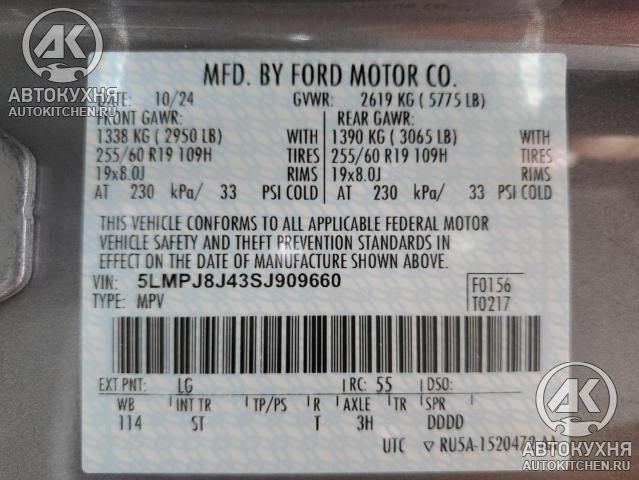 AK
АВТОКУХНЯ
AUTOKITCHEN.RU
MFD. BY FORD MOTOR CO.
10/24 GVWR: 2619 KG ( 5775 LB)
FRONT GAWR: REAR GAWR:
1338 KG ( 2950 LB) WITH 1390 KG ( 3065 LB) WITH
255/60 R19 109H TIRES 255/60 R19 109H TIRES
19x8.0J RIMS 19x8.0J RIMS
AT 230 kPa/ 33 PSI COLD AT 230 kPa/ 33 PSI COLD
THIS VEHICLE CONFORMS TO ALL APPLICABLE FEDERAL MOTOR
VEHICLE SAFETY AND THEFT PREVENTION STANDARDS IN
EFFECT ON THE DATE OF MANUFACTURE SHOWN ABOVE.
VIN: 5LMPJ8J43SJ909660 F0156
TYPE: MPV T0217
EXT PNT: LG RC: 55 DSO:
WB INT TR TP/PS R AXLE TR SPR
114 ST T 3H DDDD
UTC ▽ RU5A-1520472-AA
AK
АВТОКУХНЯ
AUTOKITCHEN.RU